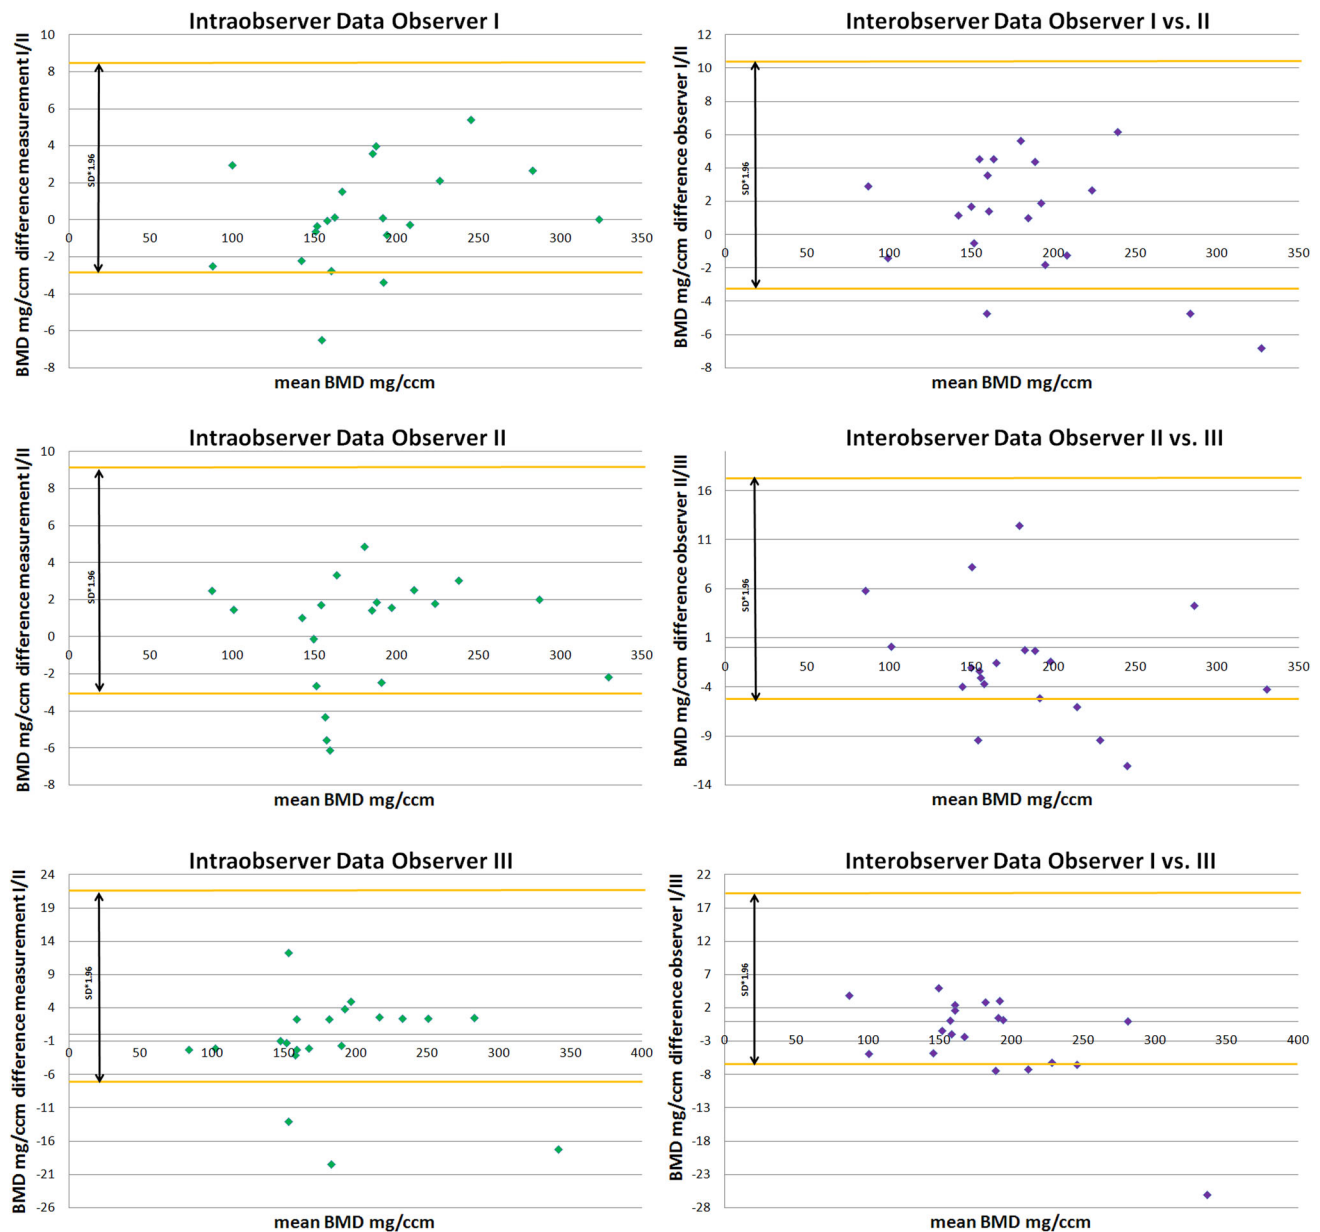 Intraobserver Data Observer I
BMD mg/ccm difference measurement I/II
10
8
6
4
2
0
-2
-4
-6
-8
SD*1.96
0 50 100 150 200 250 300 350
mean BMD mg/ccm
Interobserver Data Observer I vs. II
BMD mg/ccm difference observer I/II
12
10
8
6
4
2
0
-2
-4
-6
-8
SD*1.96
0 50 100 150 200 250 300 350
mean BMD mg/ccm
Intraobserver Data Observer II
BMD mg/ccm difference measurement I/II
10
8
6
4
2
0
-2
-4
-6
-8
SD*1.96
0 50 100 150 200 250 300 350
mean BMD mg/ccm
Interobserver Data Observer II vs. III
BMD mg/ccm difference observer II/III
16
11
6
1
-4
-9
-14
SD*1.96
0 50 100 150 200 250 300 350
mean BMD mg/ccm
Intraobserver Data Observer III
BMD mg/ccm difference measurement I/II
24
19
14
9
4
-1
-6
-11
-16
-21
-26
SD*1.96
0 50 100 150 200 250 300 350 400
mean BMD mg/ccm
Interobserver Data Observer I vs. III
BMD mg/ccm difference observer I/III
22
17
12
7
2
-3
-8
-13
-18
-23
-28
SD*1.96
0 50 100 150 200 250 300 350 400
mean BMD mg/ccm